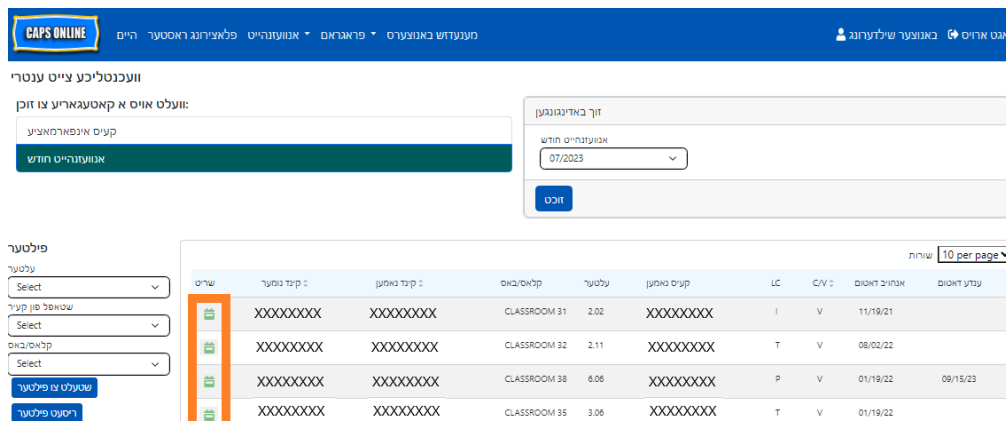 CAPS ONLINE
היים
פלאצירונג ראסטער
אנוועזנהייט
פראגראם
מענעדזש באנוצערס
באנוצער שילדערונג
וועכנטליכע צייט ענטרי
וועלט אויס א קאטעגאריע צו זוכן:
קעיס אינפארמאציע
אנוועזנהייט חודש
זוך באדינגונגען
אנוועזנהייט חודש
07/2023
זוכט
פילטער
עלטער
Select
שטאפל פון קעיר
Select
קלאס/באס
Select
שטעלט צו פילטער
ריסעט פילטער
10 per page שורות
שריט קינד נומער קינד נאמען קלאס/באס עלטער קעיס נאמען LC C/V אנהויב דאטום ענדע דאטום
XXXXXXXX XXXXXXXX CLASSROOM 31 2.02 XXXXXXXX I V 11/19/21
XXXXXXXX XXXXXXXX CLASSROOM 32 2.11 XXXXXXXX T V 08/02/22
XXXXXXXX XXXXXXXX CLASSROOM 38 6.06 XXXXXXXX P V 01/19/22 09/15/23
XXXXXXXX XXXXXXXX CLASSROOM 35 3.06 XXXXXXXX T V 01/19/22